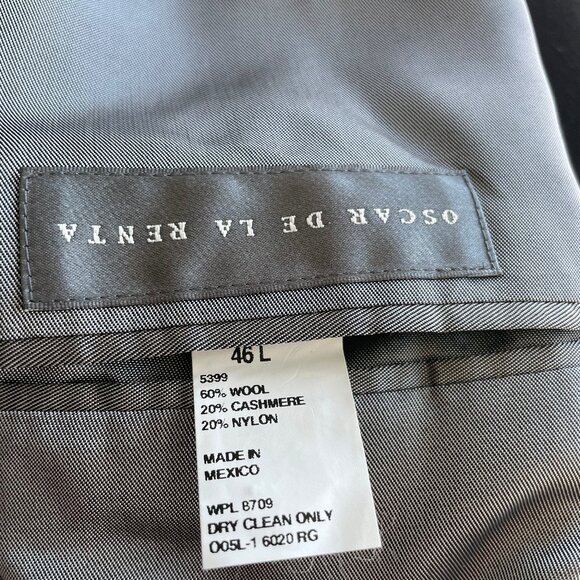 OSCAR DE LA RENTA
46 L
5399
60% WOOL
20% CASHMERE
20% NYLON
MADE IN
MEXICO
WPL 8709
DRY CLEAN ONLY
O05L-1 6020 RG